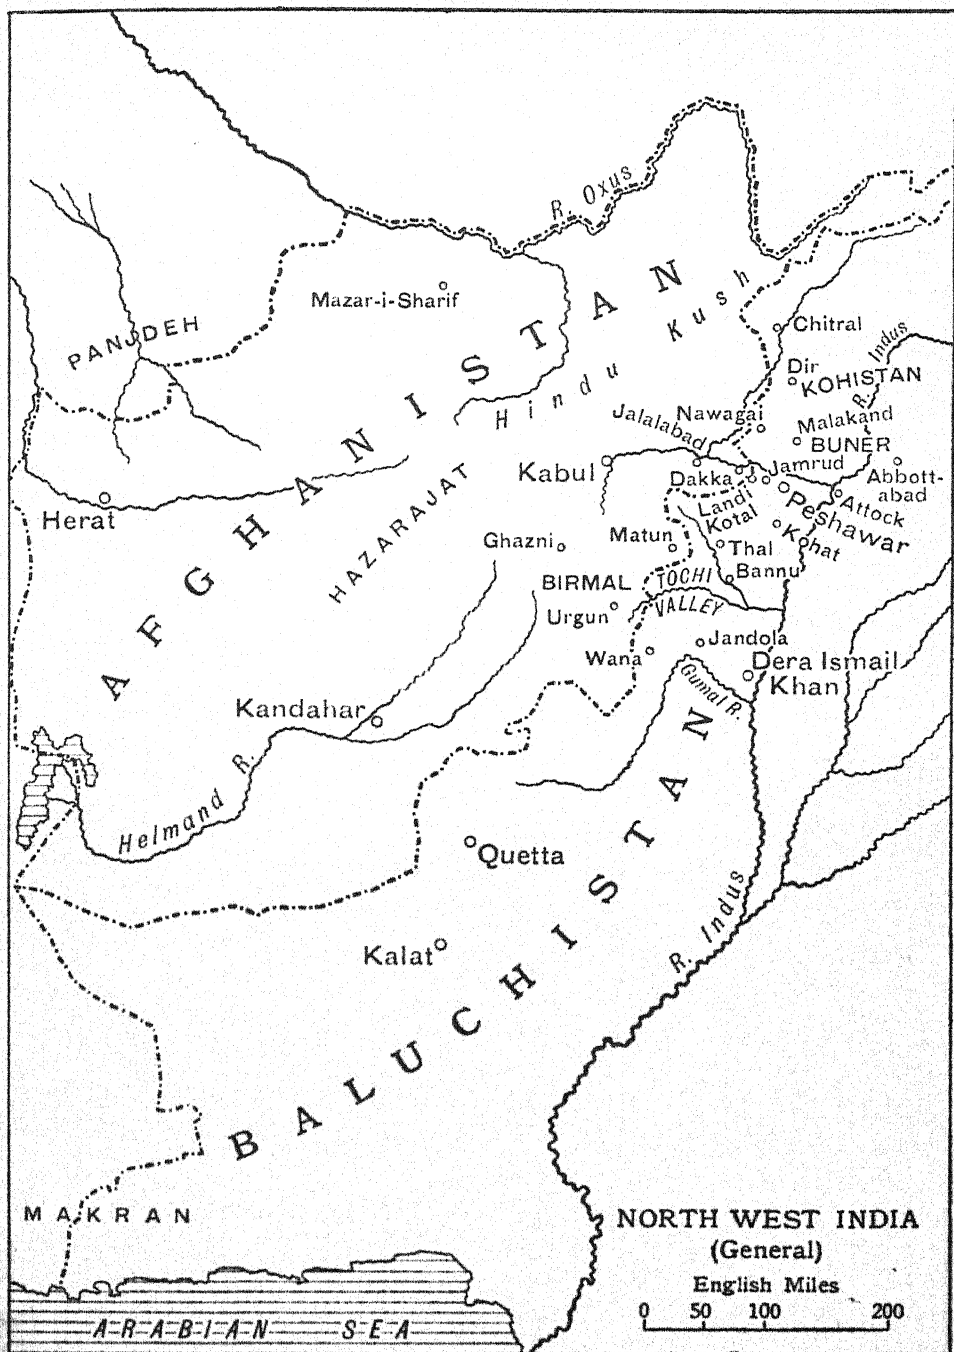 R. Oxus
Mazar-i-Sharif
PANJDEH
AFGHANISTAN
Hindu Kush
Chitral
R. Indus
Dir
KOHISTAN
Nawagai
Malakand
Jalalabad
BUNER
Kabul
Dakka
Jamrud
Abbott-
abad
Landi
Kotal
Attock
Peshawar
Herat
HAZARAJAT
Ghazni
Matun
Thal
Kohat
BIRMAL
TOCHI
VALLEY
Bannu
Urgun
Wana
Jandola
Dera Ismail
Khan
Gumal R.
Kandahar
Helmand R.
Quetta
Kalat
BALUCHISTAN
R. Indus
MAKRAN
ARABIAN SEA
NORTH WEST INDIA
(General)
English Miles
0 50 100 200